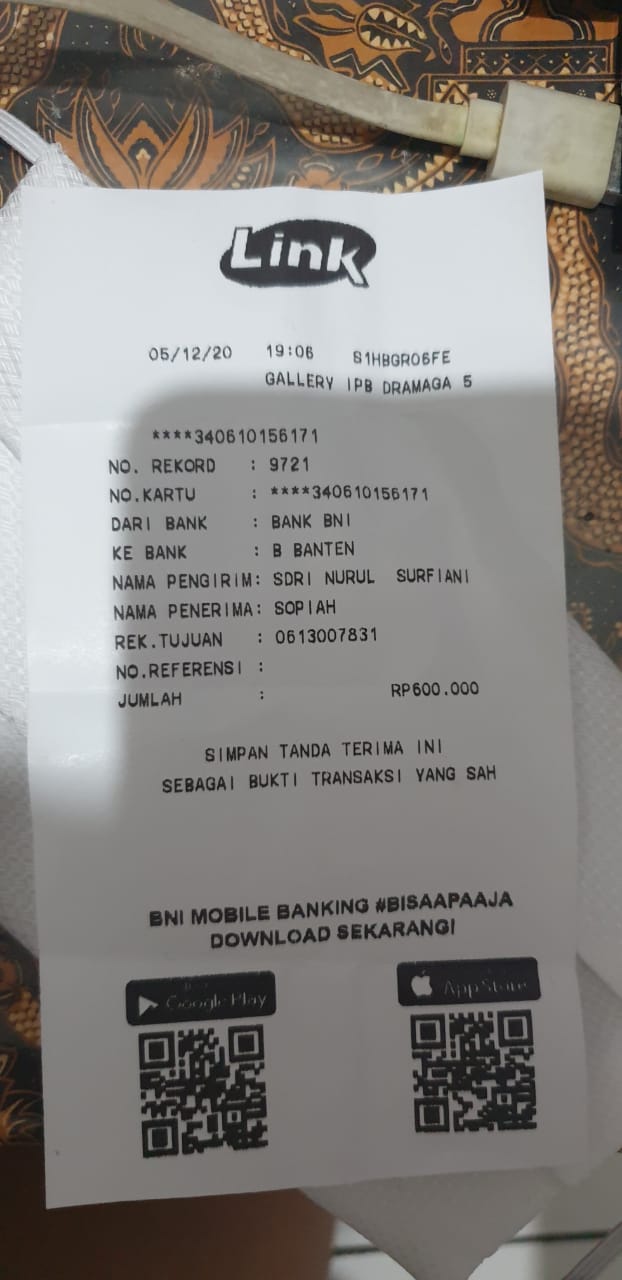 Link
05/12/20 19:06 S1HBGR06FE
GALLERY IPB DRAMAGA 5
****340610156171
NO. REKORD : 9721
NO.KARTU : ****340610156171
DARI BANK : BANK BNI
KE BANK : B BANTEN
NAMA PENGIRIM: SDRI NURUL SURFIANI
NAMA PENERIMA: SOPIAH
REK.TUJUAN : 0613007831
NO.REFERENSI :
JUMLAH : RP600.000
SIMPAN TANDA TERIMA INI
SEBAGAI BUKTI TRANSAKSI YANG SAH
BNI MOBILE BANKING #BISAAPAAJA
DOWNLOAD SEKARANG!
Google Play
App Store